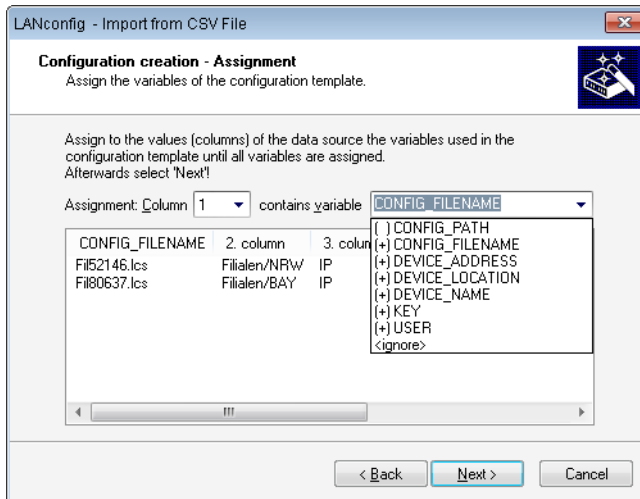 LANconfig - Import from CSV File
Configuration creation - Assignment
Assign the variables of the configuration template.
Assign to the values (columns) of the data source the variables used in the
configuration template until all variables are assigned.
Afterwards select 'Next'!
Assignment: Column 1 contains variable CONFIG_FILENAME
( ) CONFIG_PATH
(+) CONFIG_FILENAME
(+) DEVICE_ADDRESS
(+) DEVICE_LOCATION
(+) DEVICE_NAME
(+) KEY
(+) USER
<ignore>
CONFIG_FILENAME 2. column 3. colum
Fil52146.lcs Filialen/NRW IP
Fil80637.lcs Filialen/BAY IP
< Back Next > Cancel